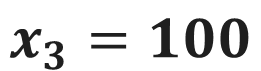 x₃ = 100